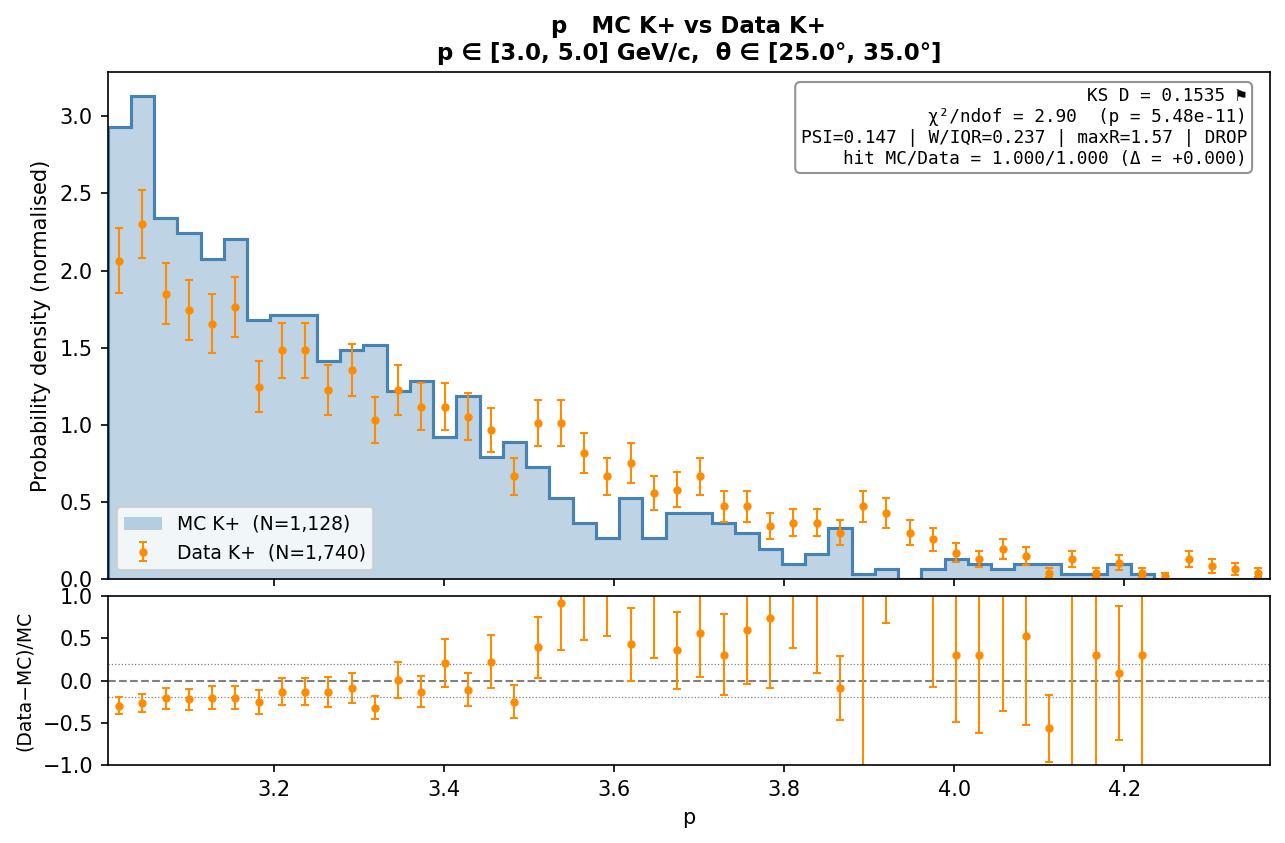 p   MC K+ vs Data K+
p ∈ [3.0, 5.0] GeV/c,  θ ∈ [25.0°, 35.0°]
KS D = 0.1535 ⚑
χ²/ndof = 2.90  (p = 5.48e-11)
PSI=0.147 | W/IQR=0.237 | maxR=1.57 | DROP
hit MC/Data = 1.000/1.000 (Δ = +0.000)
Probability density (normalised)
3.0
2.5
2.0
1.5
1.0
0.5
0.0
MC K+  (N=1,128)
Data K+  (N=1,740)
(Data−MC)/MC
1.0
0.5
0.0
−0.5
−1.0
3.2
3.4
3.6
3.8
4.0
4.2
p